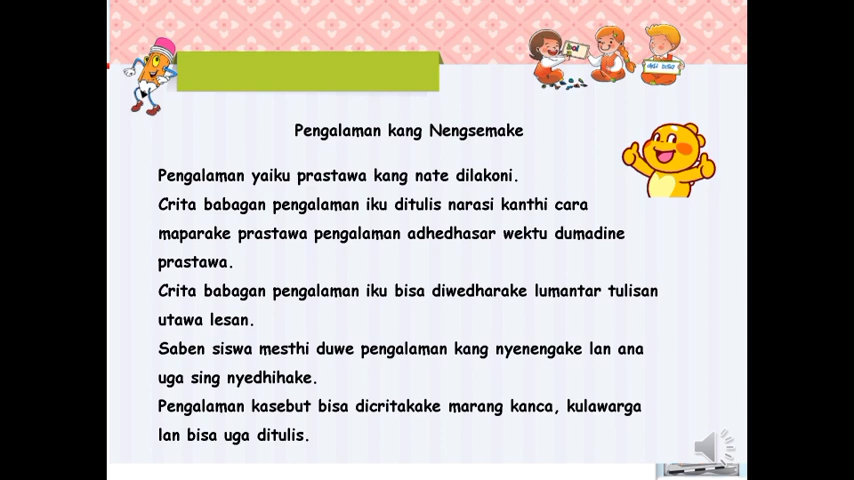 Pengalaman kang Nengsemake
Pengalaman yaiku prastawa kang nate dilakoni.
Crita babagan pengalaman iku ditulis narasi kanthi cara
maparake prastawa pengalaman adhedhasar wektu dumadine
prastawa.
Crita babagan pengalaman iku bisa diwedharake lumantar tulisan
utawa lesan.
Saben siswa mesthi duwe pengalaman kang nyenengake lan ana
uga sing nyedhihake.
Pengalaman kasebut bisa dicritakake marang kanca, kulawarga
lan bisa uga ditulis.